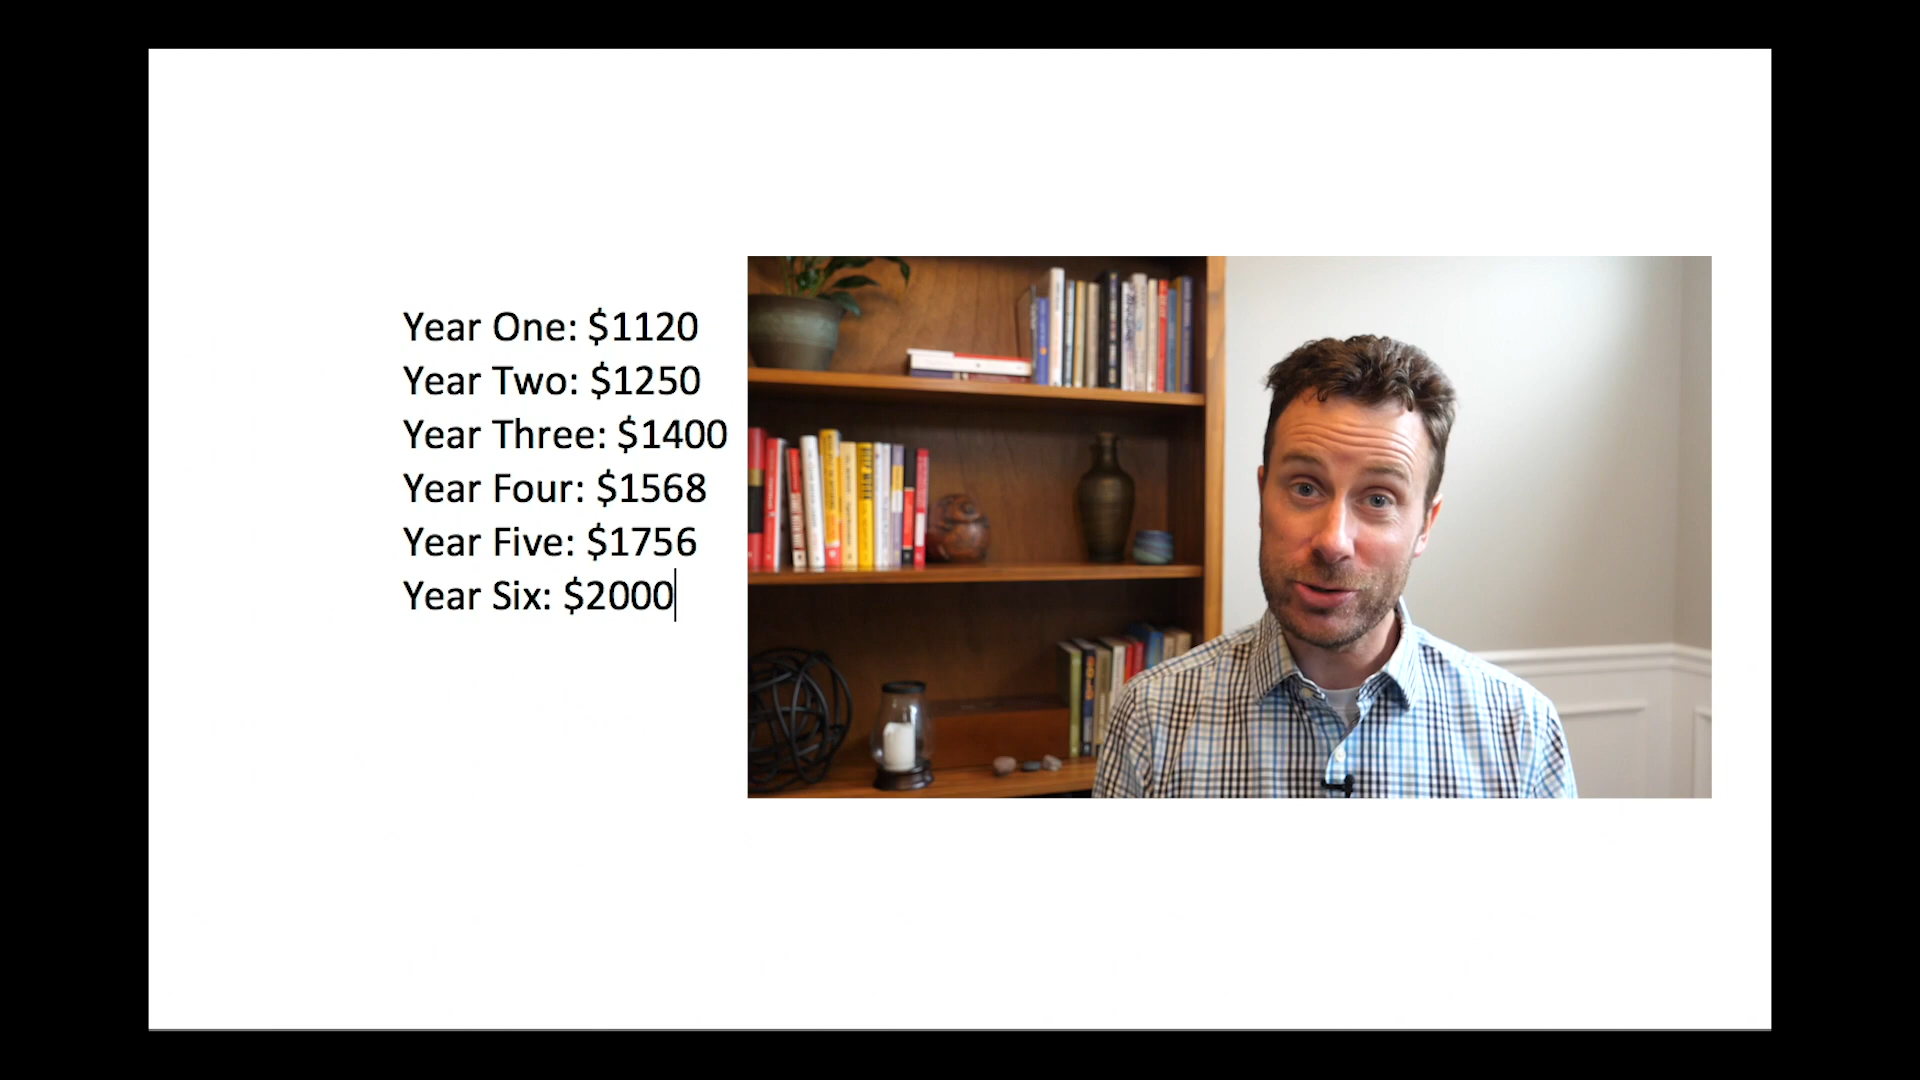 Year One: $1120
Year Two: $1250
Year Three: $1400
Year Four: $1568
Year Five: $1756
Year Six: $2000